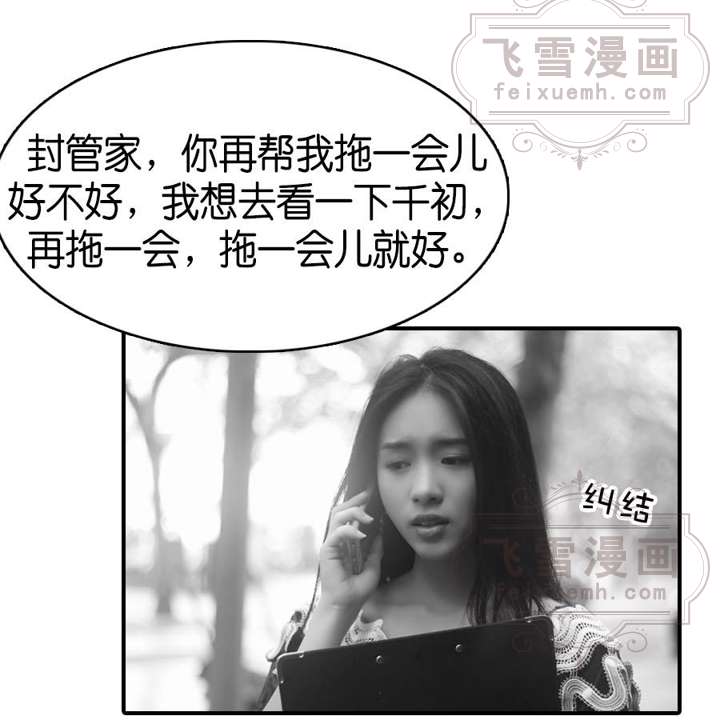 飞雪漫画
feixuemh.com
封管家，你再帮我拖一会儿
好不好，我想去看一下千初，
再拖一会，拖一会儿就好。
纠结
飞雪漫画
feixuemh.com